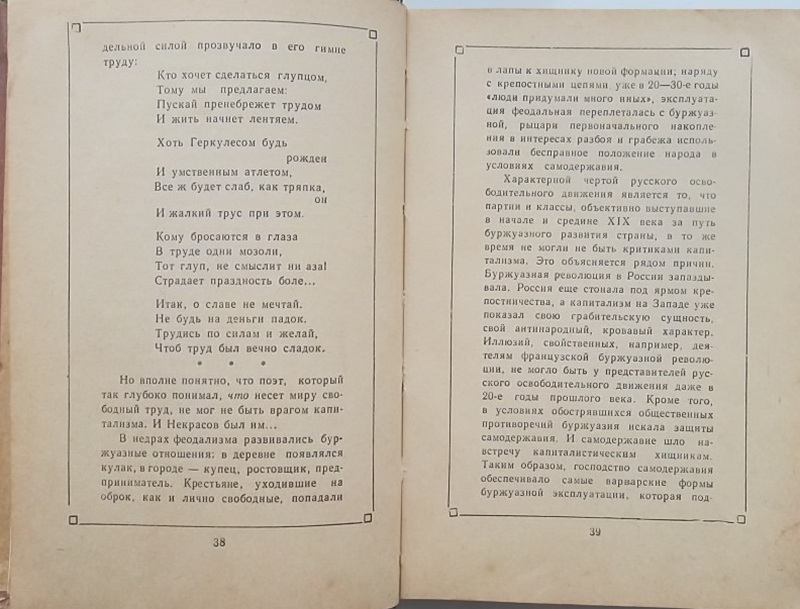 дельной силой прозвучало в его гимне
труду:
Кто хочет сделаться глупцом,
Тому мы предлагаем:
Пускай пренебрежет трудом
И жить начнет лентяем.
Хоть Геркулесом будь
рожден
И умственным атлетом,
Все ж будет слаб, как тряпка,
он
И жалкий трус при этом.
Кому бросаются в глаза
В труде одни мозоли,
Тот глуп, не смыслит ни аза!
Страдает праздность боле...
Итак, о славе не мечтай.
Не будь на деньги падок.
Трудись по силам и желай,
Чтоб труд был вечно сладок.
* * *
Но вполне понятно, что поэт, который
так глубоко понимал, что несет миру сво-
бодный труд, не мог не быть врагом капи-
тализма. И Некрасов был им...
В недрах феодализма развивались бур-
жуазные отношения: в деревне появлялся
кулак, в городе — купец, ростовщик, пред-
приниматель. Крестьяне, уходившие на
оброк, как и лично свободные, попадали
38
в лапы к хищнику новой формации; наряду
с крепостными цепями уже в 20—30-е годы
«люди придумали много иных», эксплуата-
ция феодальная переплеталась с буржуаз-
ной, рыцари первоначального накопле-
ния в интересах разбоя и грабежа исполь-
зовали бесправное положение народа в
условиях самодержавия.
Характерной чертой русского осво-
бодительного движения является то, что
партии и классы, объективно выступавшие
в начале и средине XIX века за путь
буржуазного развития страны, в то же
время не могли не быть критиками капи-
тализма. Это объясняется рядом причин.
Буржуазная революция в России запазды-
вала. Россия еще стонала под ярмом кре-
постничества, а капитализм на Западе уже
показал свою грабительскую сущность,
свой антинародный, кровавый характер.
Иллюзий, свойственных, например, дея-
телям французской буржуазной револю-
ции, не могло быть у представителей рус-
ского освободительного движения даже в
20-е годы прошлого века. Кроме того,
в условиях обострявшихся общественных
противоречий буржуазия искала защиты
самодержавия. И самодержавие шло на-
встречу капиталистическим хищникам.
Таким образом, господство самодержавия
обеспечивало самые варварские формы
буржуазной эксплуатации, которая под-
39